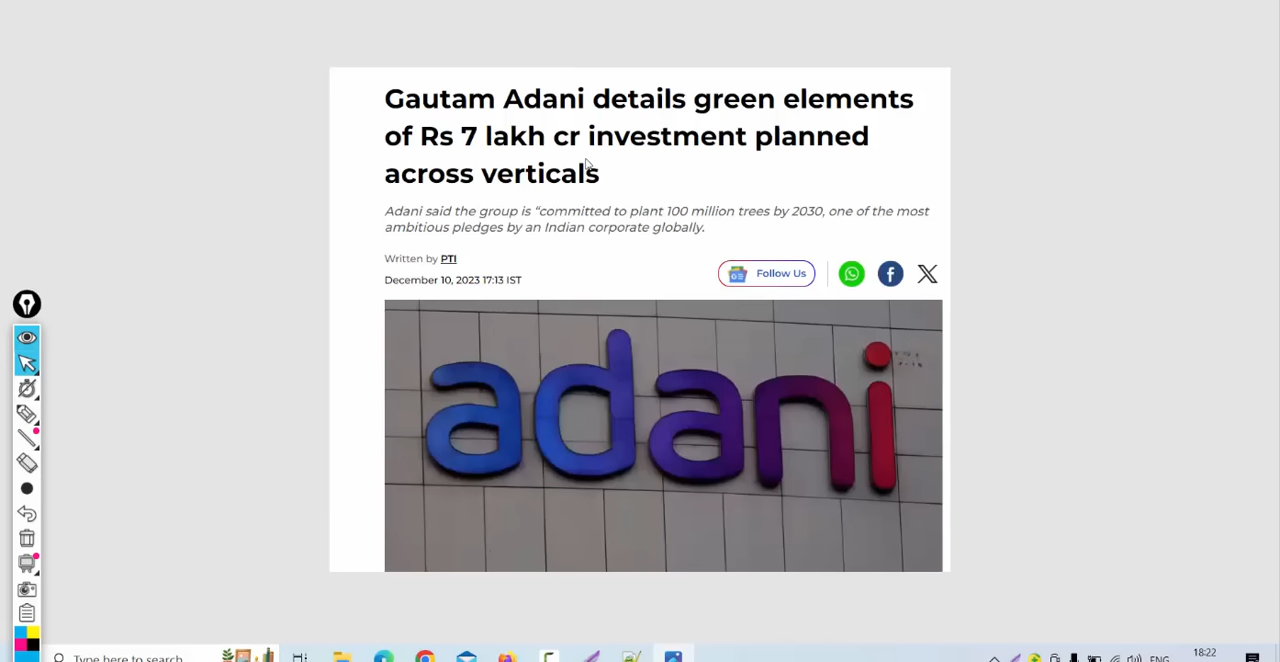 Gautam Adani details green elements
of Rs 7 lakh cr investment planned
across verticals
Adani said the group is “committed to plant 100 million trees by 2030, one of the most
ambitious pledges by an Indian corporate globally.
Written by PTI
December 10, 2023 17:13 IST
Follow Us
adani
Type here to search
ENG
18:22